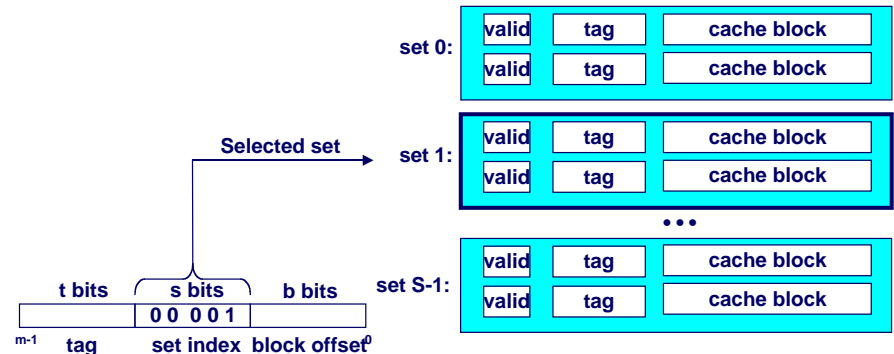 set 0:
valid tag cache block
valid tag cache block
Selected set
set 1:
valid tag cache block
valid tag cache block
• • •
set S-1:
valid tag cache block
valid tag cache block
t bits s bits b bits
0 0 0 0 1
m-1 tag set index block offset 0